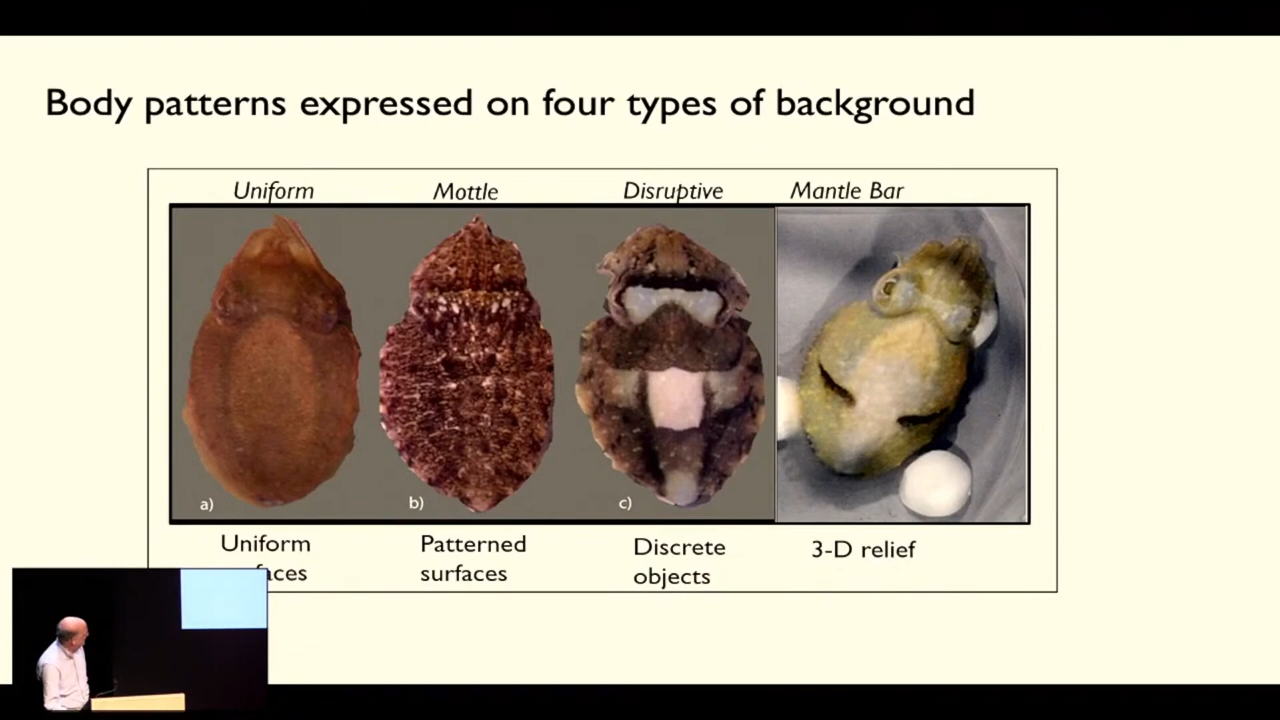 Body patterns expressed on four types of background
Uniform Mottle Disruptive Mantle Bar
a) b) c)
Uniform Patterned Discrete 3-D relief
surfaces objects